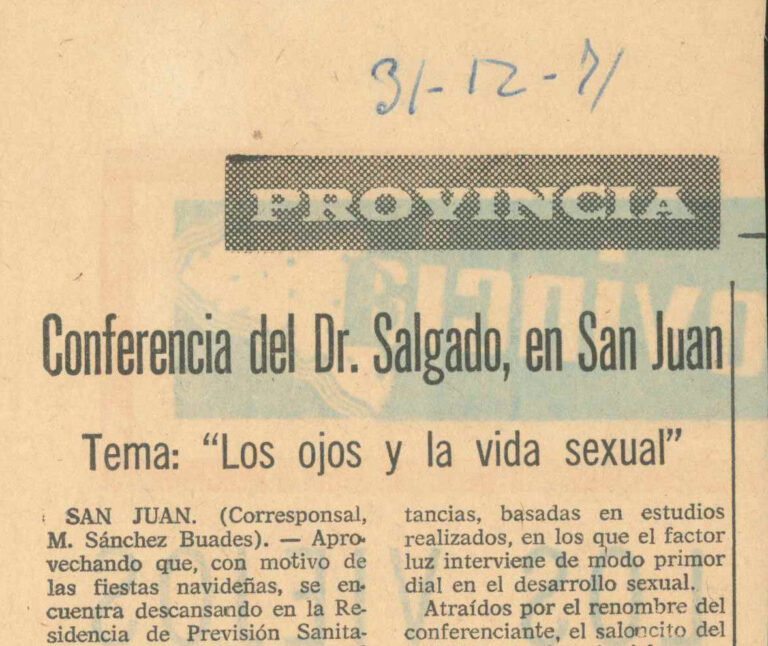 31-12-71
PROVINCIA
Conferencia del Dr. Salgado, en San Juan
Tema: “Los ojos y la vida sexual”
SAN JUAN. (Corresponsal,
M. Sánchez Buades). — Apro-
vechando que, con motivo de
las fiestas navideñas, se en-
cuentra descansando en la Re-
sidencia de Previsión Sanita-
tancias, basadas en estudios
realizados, en los que el factor
luz interviene de modo primor
dial en el desarrollo sexual.
Atraídos por el renombre del
conferenciante, el saloncito del